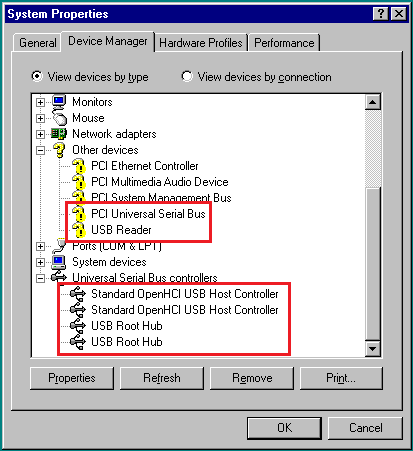 System Properties
General
Device Manager
Hardware Profiles
Performance
View devices by type
View devices by connection
Monitors
Mouse
Network adapters
Other devices
PCI Ethernet Controller
PCI Multimedia Audio Device
PCI System Management Bus
PCI Universal Serial Bus
USB Reader
Ports (COM & LPT)
System devices
Universal Serial Bus controllers
Standard OpenHCI USB Host Controller
Standard OpenHCI USB Host Controller
USB Root Hub
USB Root Hub
Properties
Refresh
Remove
Print...
OK
Cancel